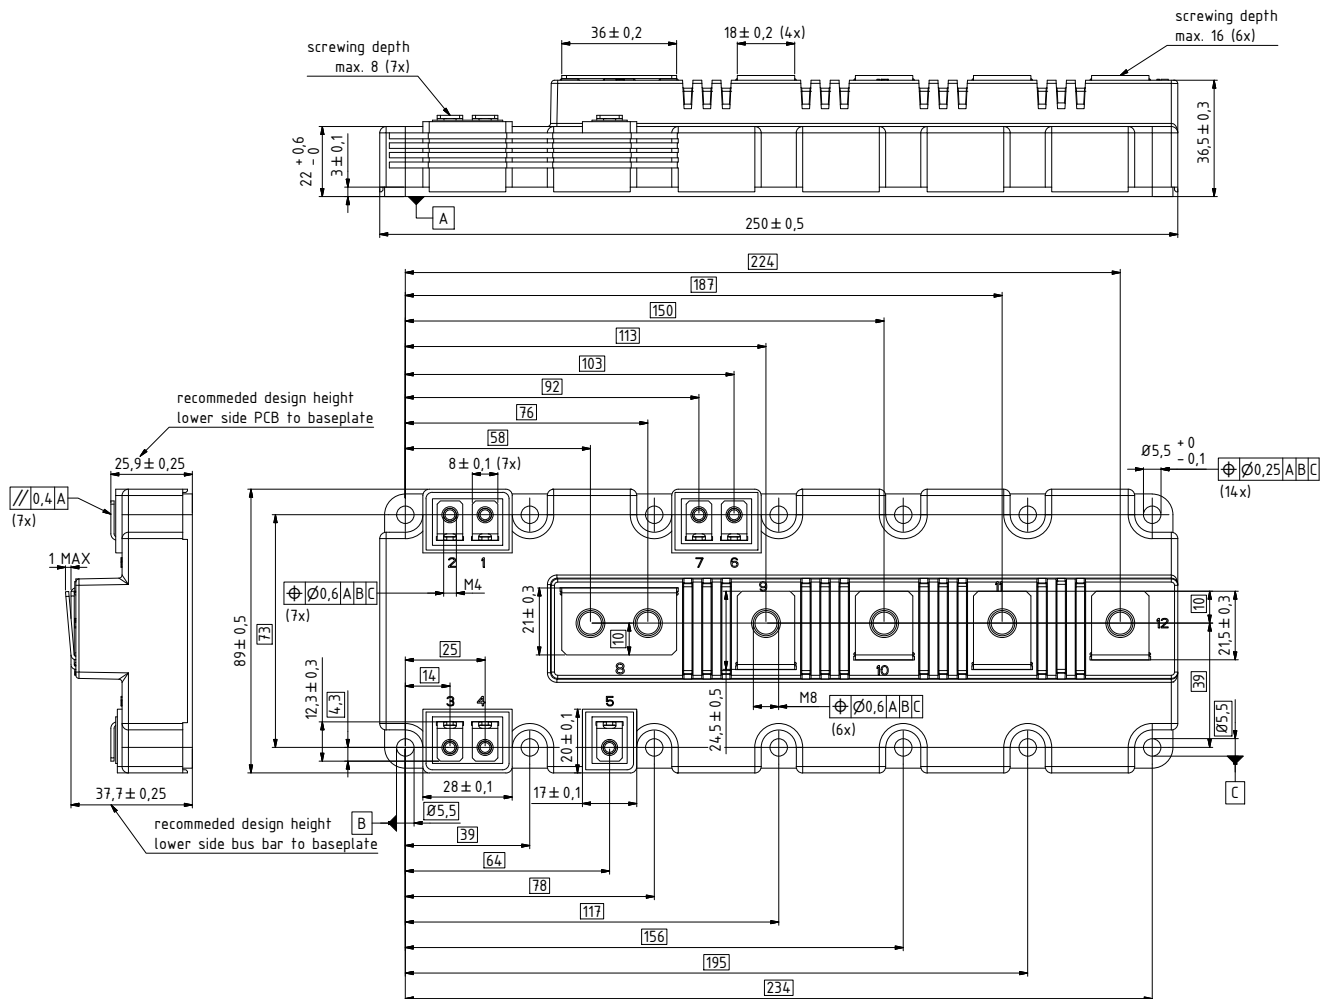 screwing depth
max. 16 (6x)
36 ± 0,2
18 ± 0,2 (4x)
screwing depth
max. 8 (7x)
22 + 0,6
- 0
3 ± 0,1
36,5 ± 0,3
A
250 ± 0,5
224
187
150
113
103
92
76
58
recommeded design height
lower side PCB to baseplate
25,9 ± 0,25
8 ± 0,1 (7x)
Ø5,5 + 0
- 0,1
⌖ Ø0,25 A B C
(14x)
// 0,4 A
(7x)
1 MAX
2 1
7 6
M4
⌖ Ø0,6 A B C
(7x)
89 ± 0,5
73
21 ± 0,3
10
8
9
10
11
12
10
21,5 ± 0,3
39
25
14
12,3 ± 0,3
4,3
3 4
5
20 ± 0,1
24,5 ± 0,5
M8
⌖ Ø0,6 A B C
(6x)
Ø5,5
C
37,7 ± 0,25
28 ± 0,1
17 ± 0,1
B
Ø5,5
recommeded design height
lower side bus bar to baseplate
39
64
78
117
156
195
234